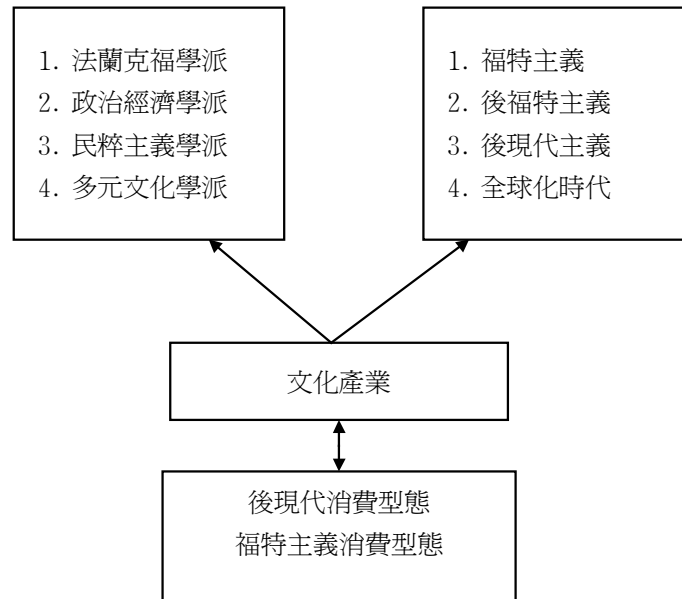 1. 法蘭克福學派
2. 政治經濟學派
3. 民粹主義學派
4. 多元文化學派
1. 福特主義
2. 後福特主義
3. 後現代主義
4. 全球化時代
文化產業
後現代消費型態
福特主義消費型態